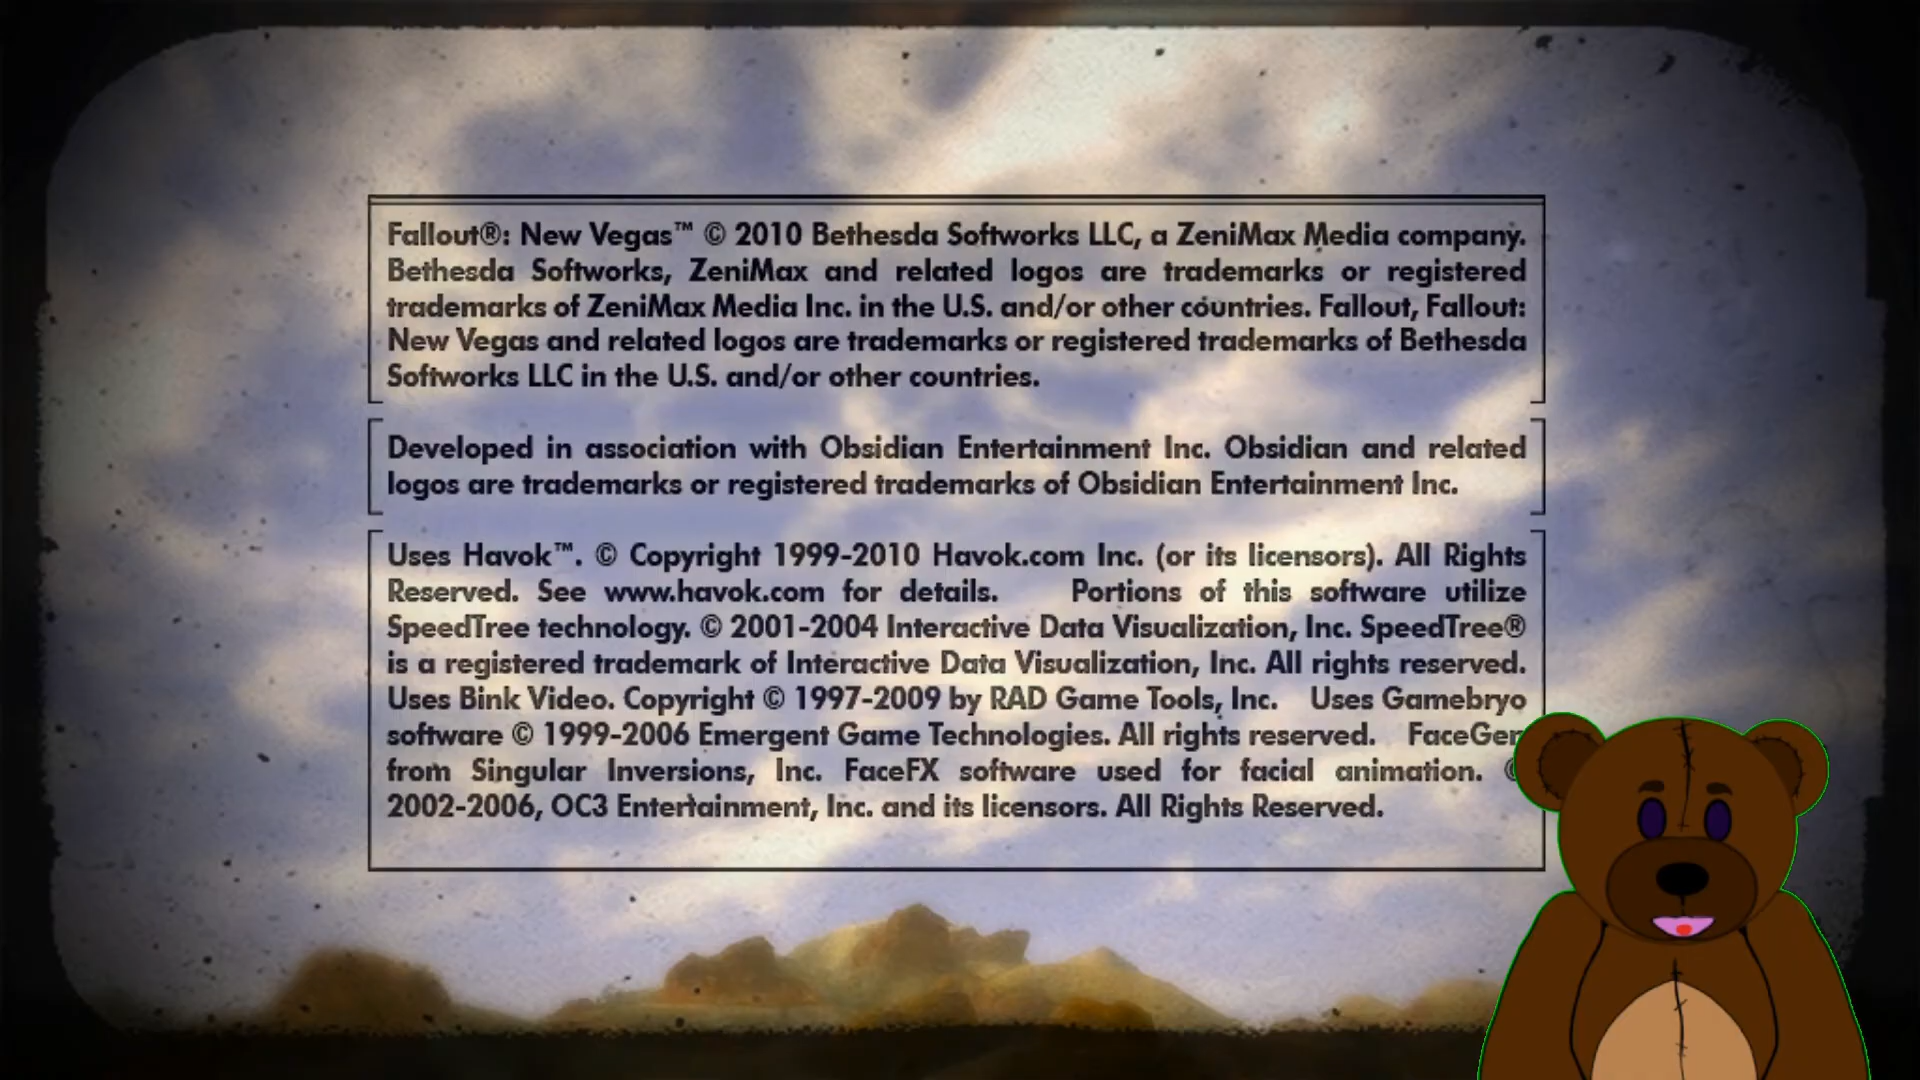 Fallout®: New Vegas™ © 2010 Bethesda Softworks LLC, a ZeniMax Media company.
Bethesda Softworks, ZeniMax and related logos are trademarks or registered
trademarks of ZeniMax Media Inc. in the U.S. and/or other countries. Fallout, Fallout:
New Vegas and related logos are trademarks or registered trademarks of Bethesda
Softworks LLC in the U.S. and/or other countries.
Developed in association with Obsidian Entertainment Inc. Obsidian and related
logos are trademarks or registered trademarks of Obsidian Entertainment Inc.
Uses Havok™. © Copyright 1999-2010 Havok.com Inc. (or its licensors). All Rights
Reserved. See www.havok.com for details. Portions of this software utilize
SpeedTree technology. © 2001-2004 Interactive Data Visualization, Inc. SpeedTree®
is a registered trademark of Interactive Data Visualization, Inc. All rights reserved.
Uses Bink Video. Copyright © 1997-2009 by RAD Game Tools, Inc. Uses Gamebryo
software © 1999-2006 Emergent Game Technologies. All rights reserved. FaceGen
from Singular Inversions, Inc. FaceFX software used for facial animation. ©
2002-2006, OC3 Entertainment, Inc. and its licensors. All Rights Reserved.